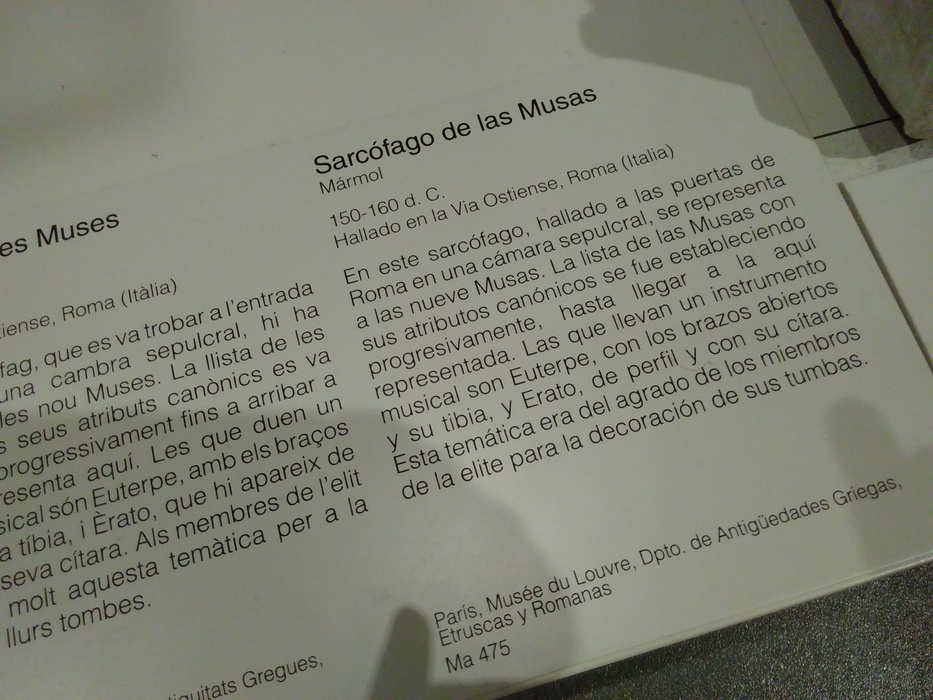 es Muses
tiense, Roma (Itàlia)
fag, que es va trobar a l'entrada
una cambra sepulcral, hi ha
les nou Muses. La llista de les
s seus atributs canònics es va
progressivament fins a arribar a
resenta aquí. Les que duen un
sical són Euterpe, amb els braços
a tíbia, i Èrato, que hi apareix de
seva cítara. Als membres de l'elit
molt aquesta temàtica per a la
llurs tombes.
tiguitats Gregues,
Sarcófago de las Musas
Mármol
150-160 d. C.
Hallado en la Via Ostiense, Roma (Italia)
En este sarcófago, hallado a las puertas de
Roma en una cámara sepulcral, se representa
a las nueve Musas. La lista de las Musas con
sus atributos canónicos se fue estableciendo
progresivamente, hasta llegar a la aquí
representada. Las que llevan un instrumento
musical son Euterpe, con los brazos abiertos
y su tibia, y Erato, de perfil y con su cítara.
Esta temática era del agrado de los miembros
de la elite para la decoración de sus tumbas.
París, Musée du Louvre, Dpto. de Antigüedades Griegas,
Etruscas y Romanas
Ma 475